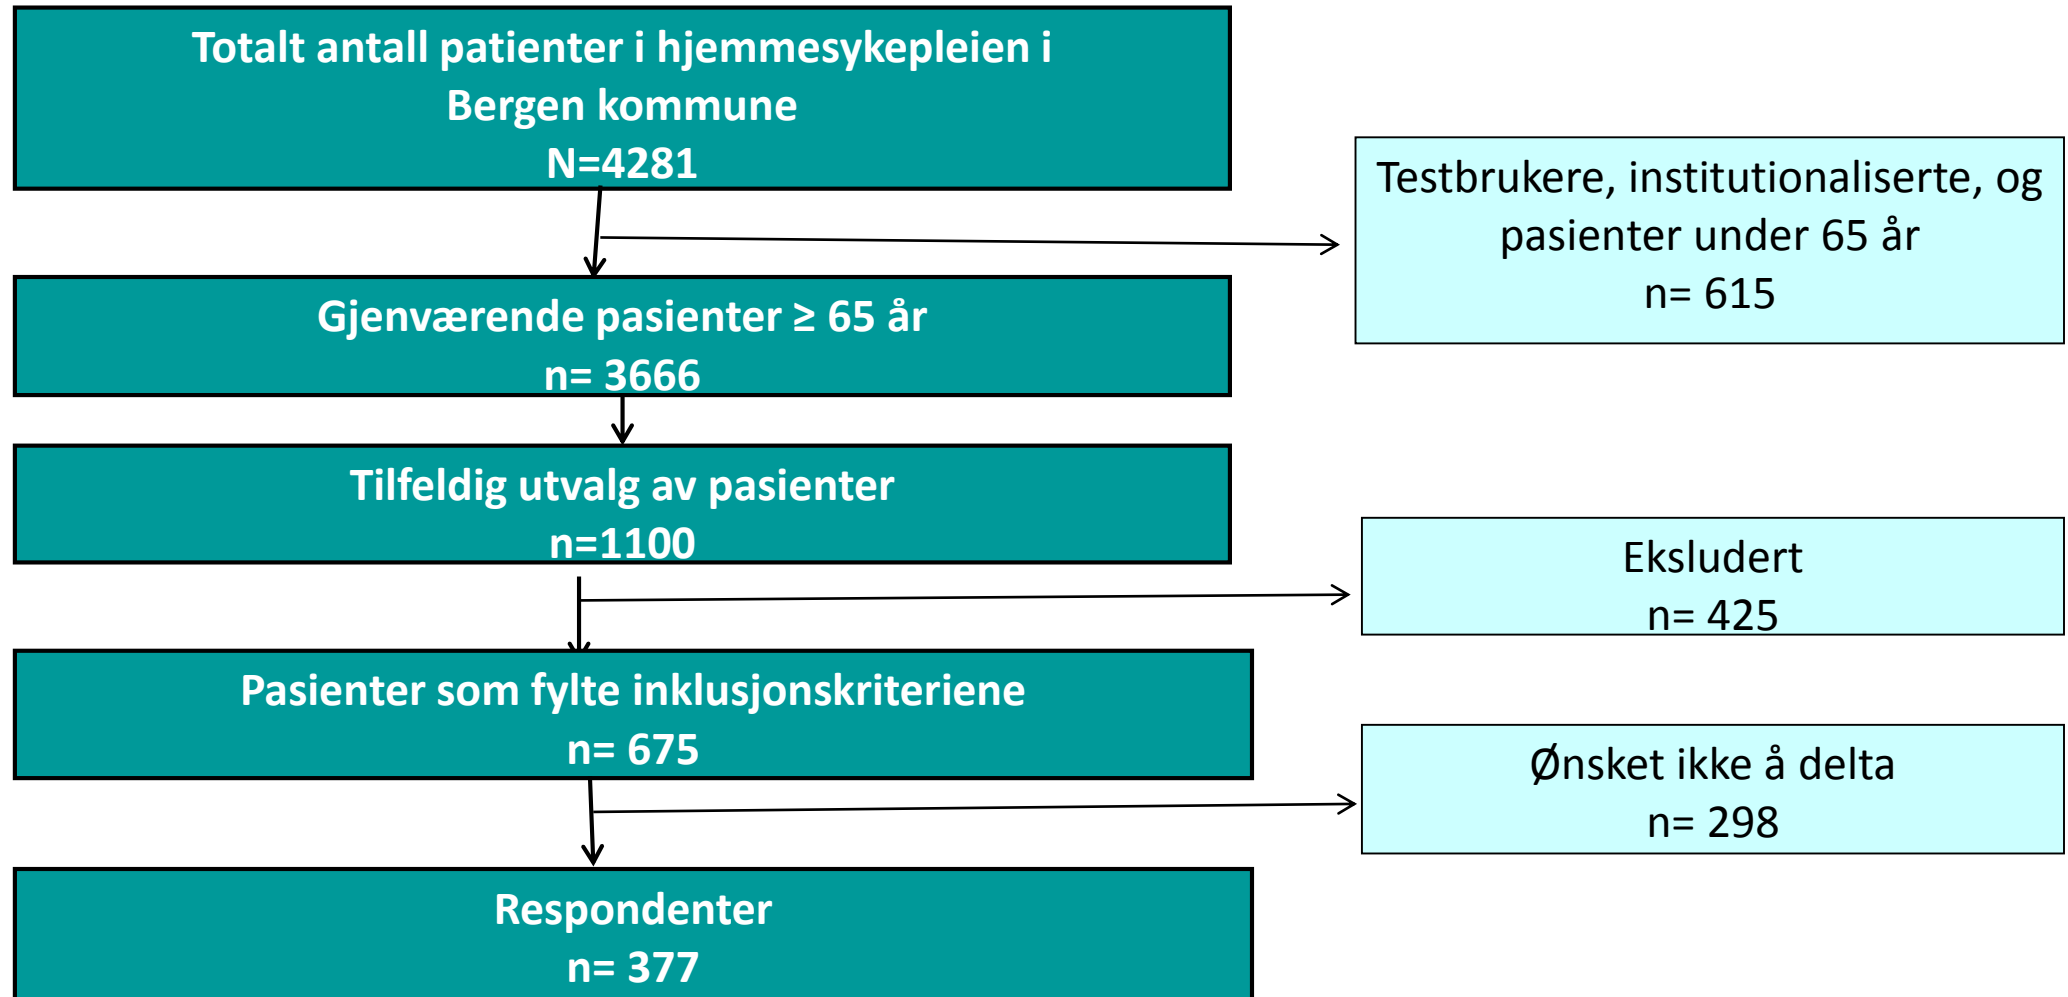 Totalt antall patienter i hjemmesykepleien i
Bergen kommune
N=4281
Testbrukere, institutionaliserte, og
pasienter under 65 år
n= 615
Gjenværende pasienter ≥ 65 år
n= 3666
Tilfeldig utvalg av pasienter
n=1100
Eksludert
n= 425
Pasienter som fylte inklusjonskriteriene
n= 675
Ønsket ikke å delta
n= 298
Respondenter
n= 377